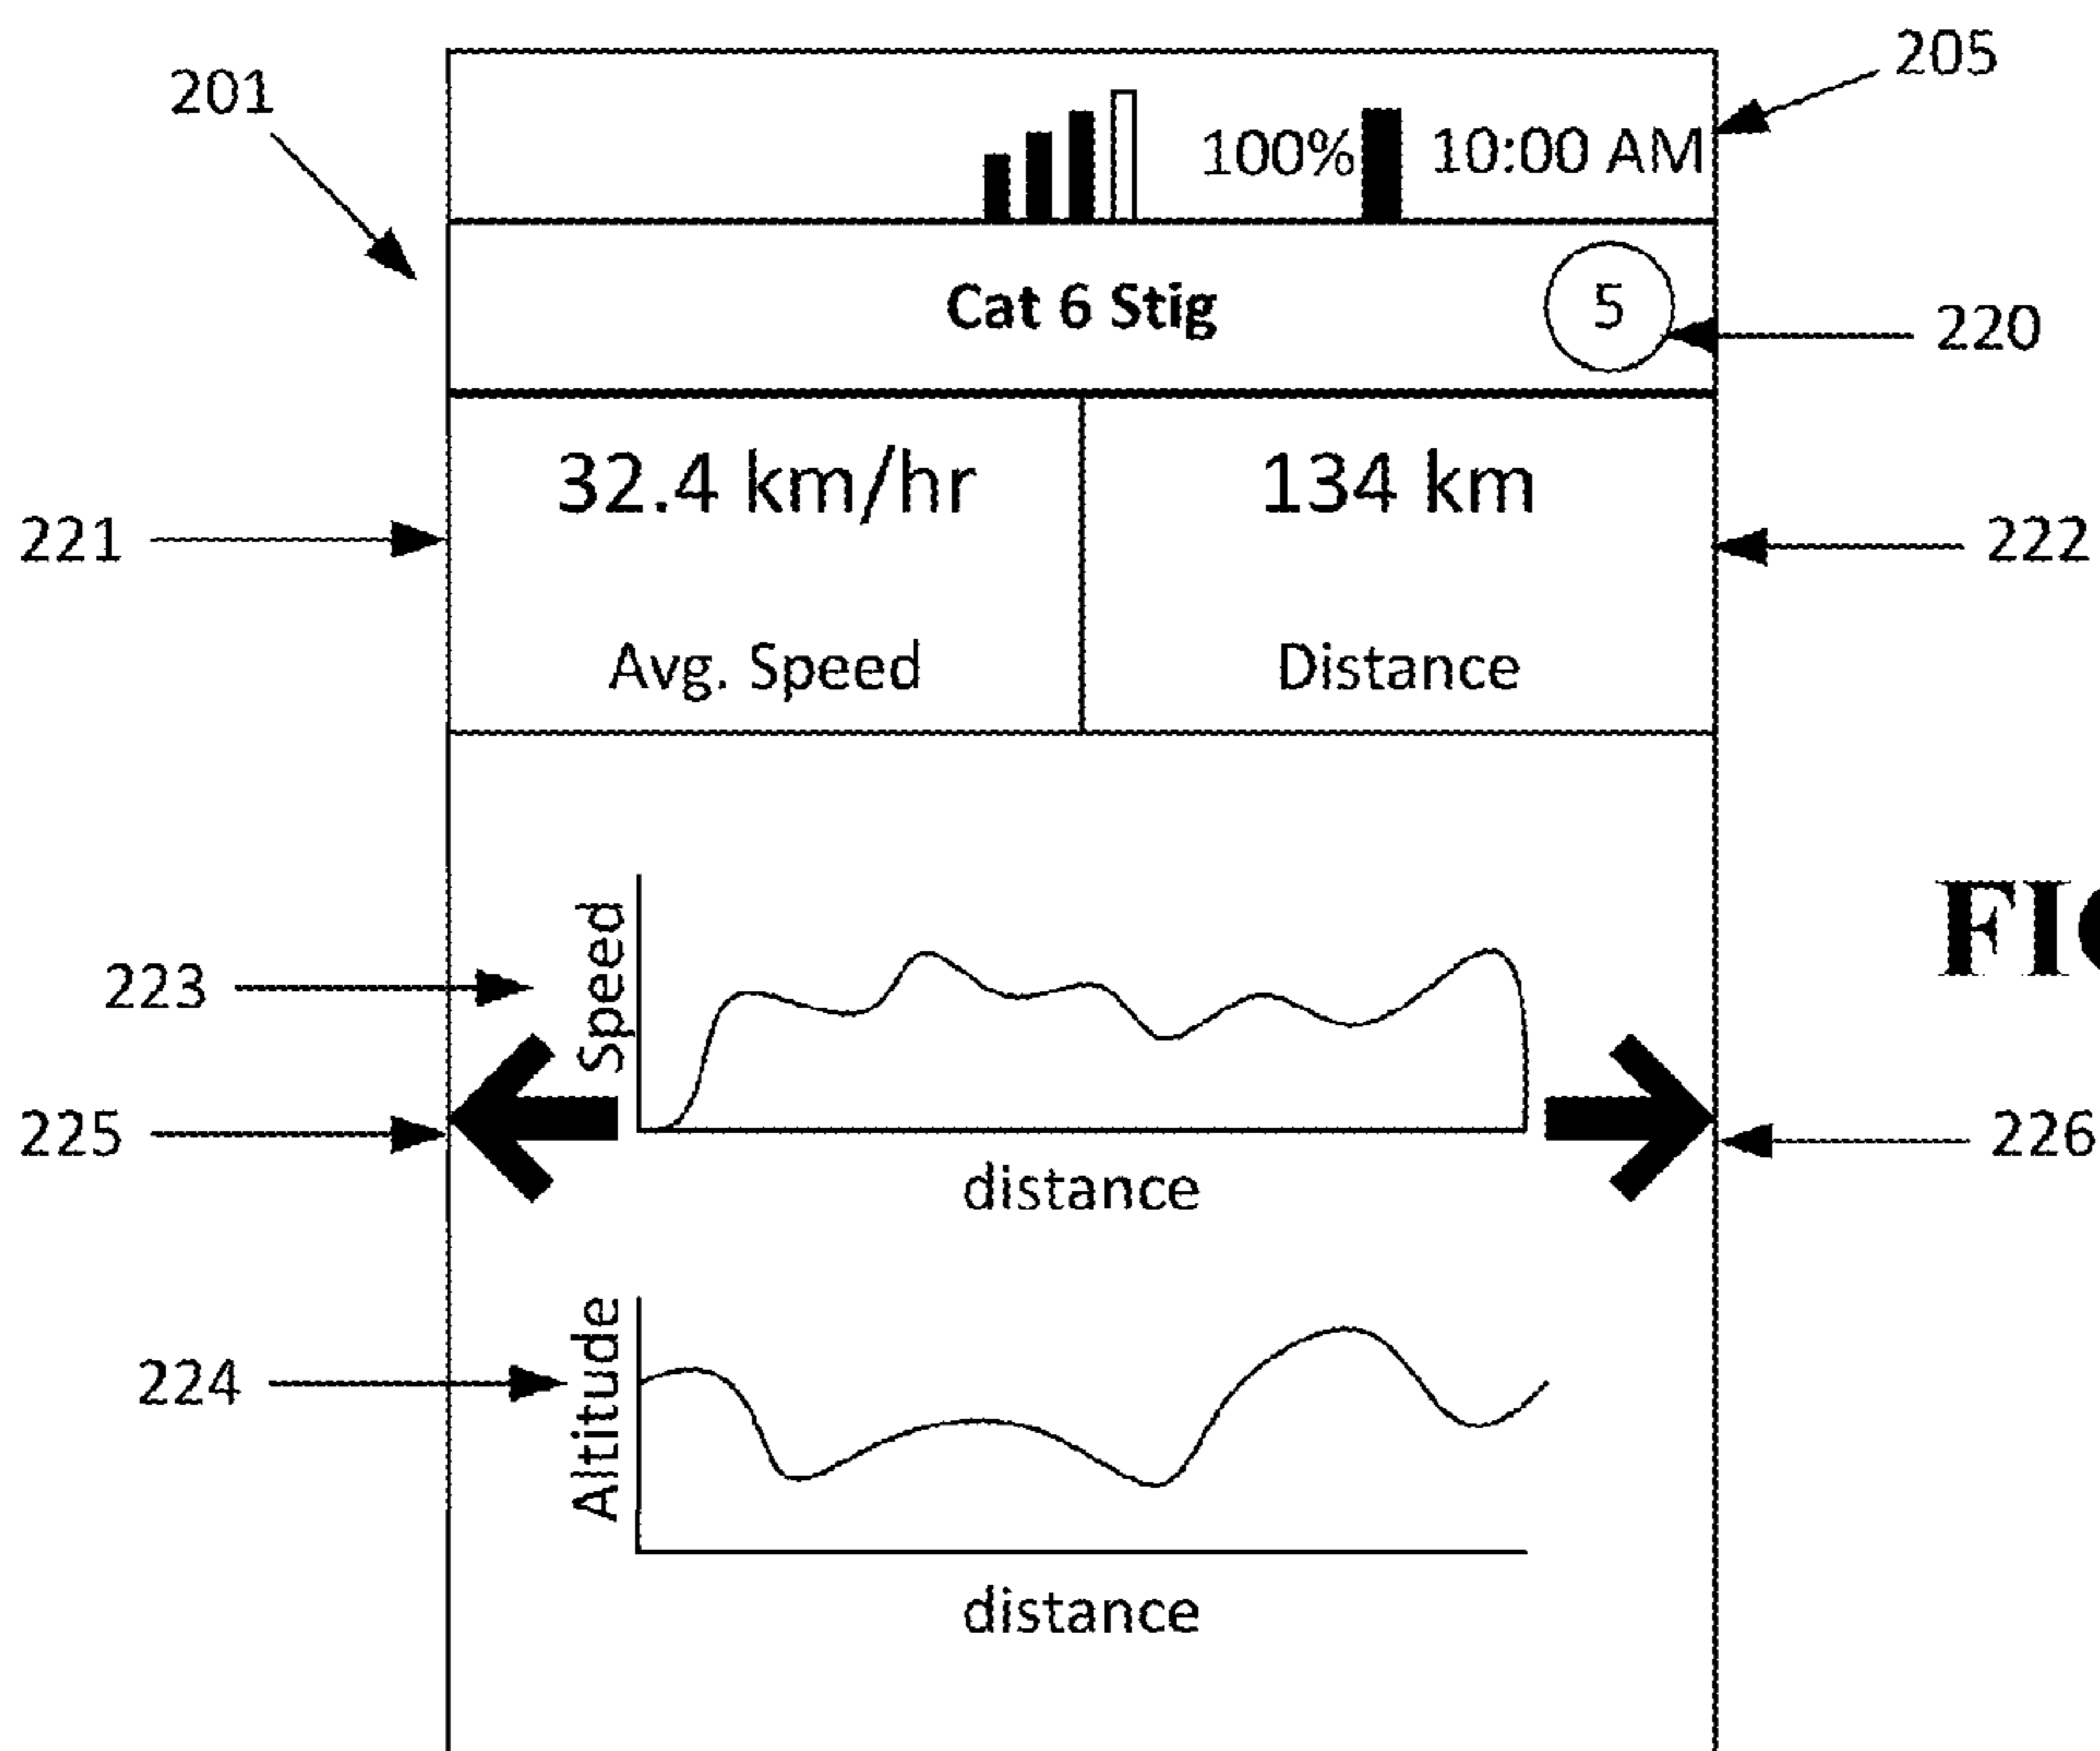 205
201
100% 10:00 AM
Cat 6 Stig
5
220
32.4 km/hr
134 km
221
222
Avg. Speed
Distance
FI
223
Speed
225
226
distance
224
Altitude
distance